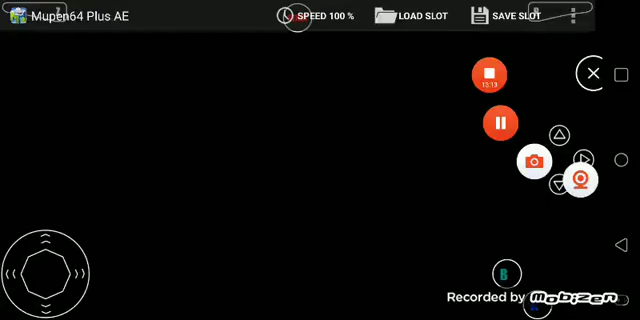 Mupen64 Plus AE
SPEED 100 %
LOAD SLOT
SAVE SLOT
13:13
B
Recorded by mobizen